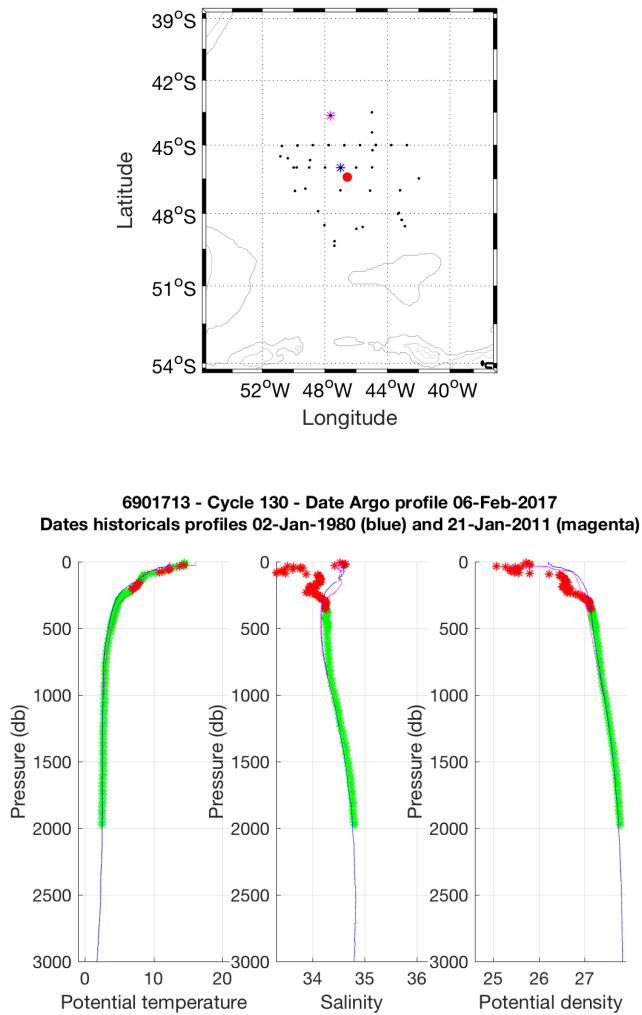 39°S
42°S
45°S
48°S
51°S
54°S
Latitude
52°W 48°W 44°W 40°W
Longitude
6901713 - Cycle 130 - Date Argo profile 06-Feb-2017
Dates historicals profiles 02-Jan-1980 (blue) and 21-Jan-2011 (magenta)
0
500
1000
1500
2000
2500
3000
Pressure (db)
0 10 20
Potential temperature
0
500
1000
1500
2000
2500
3000
Pressure (db)
34 35 36
Salinity
0
500
1000
1500
2000
2500
3000
Pressure (db)
25 26 27
Potential density